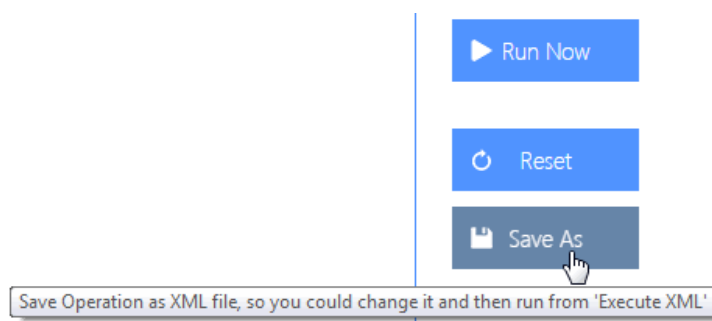 Run Now
Reset
Save As
Save Operation as XML file, so you could change it and then run from 'Execute XML'